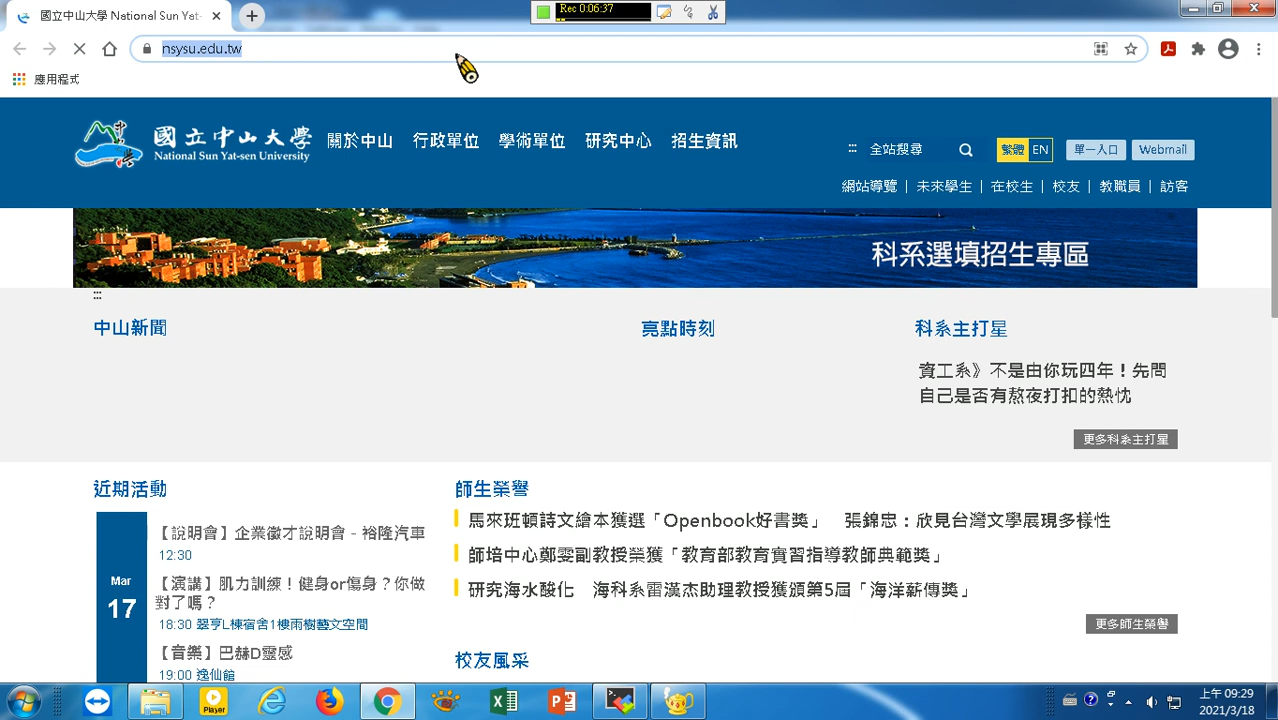 國立中山大學 National Sun Yat-
Rec 0:06:37
nsysu.edu.tw
應用程式
國立中山大學
National Sun Yat-sen University
關於中山 行政單位 學術單位 研究中心 招生資訊
全站搜尋 繁體 EN 單一入口 Webmail
網站導覽 | 未來學生 | 在校生 | 校友 | 教職員 | 訪客
科系選填招生專區
中山新聞
亮點時刻
科系主打星
資工系》不是由你玩四年！先問
自己是否有熬夜打扣的熱忱
更多科系主打星
近期活動
Mar
17
【說明會】企業徵才說明會 - 裕隆汽車
12:30
【演講】肌力訓練！健身or傷身？你做
對了嗎？
18:30 翠亨L棟宿舍1樓雨樹藝文空間
【音樂】巴赫D靈感
19:00 逸仙館
師生榮譽
馬來班頓詩文繪本獲選「Openbook好書獎」 張錦忠：欣見台灣文學展現多樣性
師培中心鄭雯副教授榮獲「教育部教育實習指導教師典範獎」
研究海水酸化 海科系雷漢杰助理教授獲頒第5屆「海洋薪傳獎」
更多師生榮譽
校友風采
Player
上午 09:29
2021/3/18